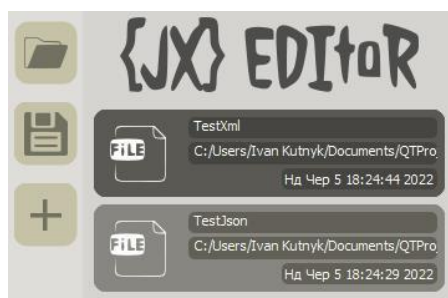 {JX} EDItoR
FiLE
TestXml
C:/Users/Ivan Kutnyk/Documents/QTPro
Нд Чер 5 18:24:44 2022
FiLE
TestJson
C:/Users/Ivan Kutnyk/Documents/QTPro
Нд Чер 5 18:24:29 2022